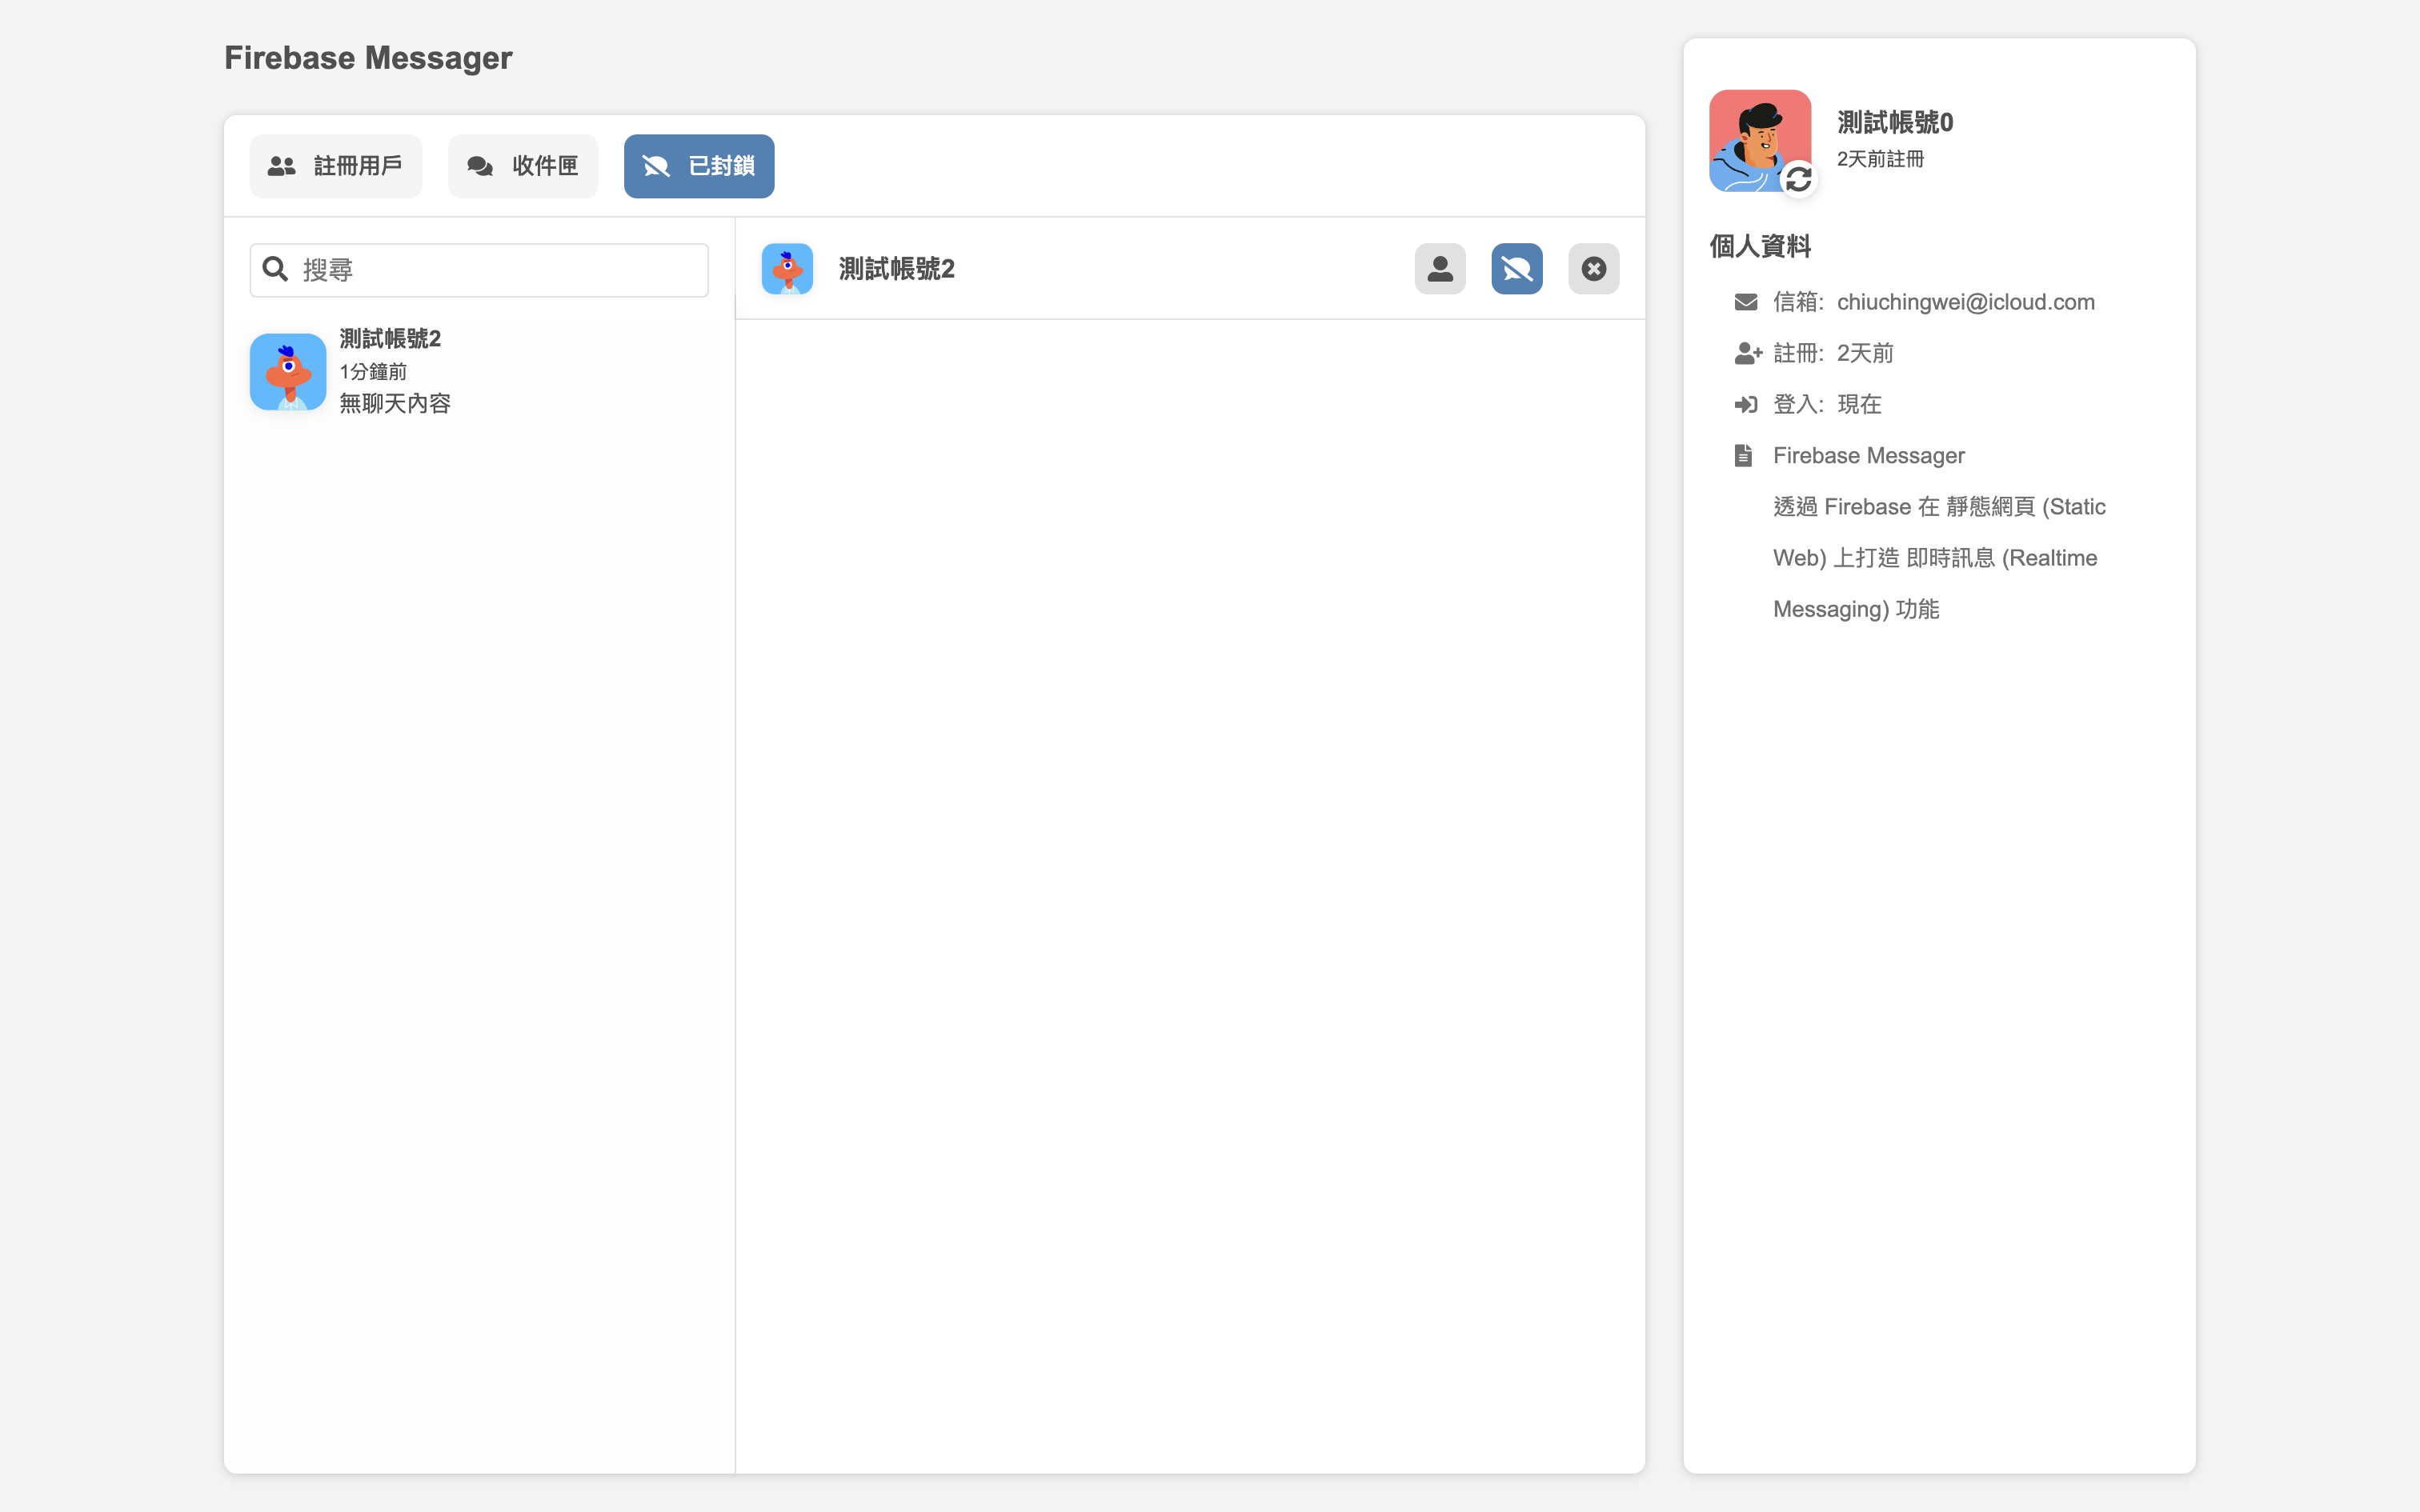 Firebase Messager
註冊用戶
收件匣
已封鎖
搜尋
測試帳號2
1分鐘前
無聊天內容
測試帳號2
測試帳號0
2天前註冊
個人資料
信箱: chiuchingwei@icloud.com
註冊: 2天前
登入: 現在
Firebase Messager
透過 Firebase 在 靜態網頁 (Static
Web) 上打造 即時訊息 (Realtime
Messaging) 功能